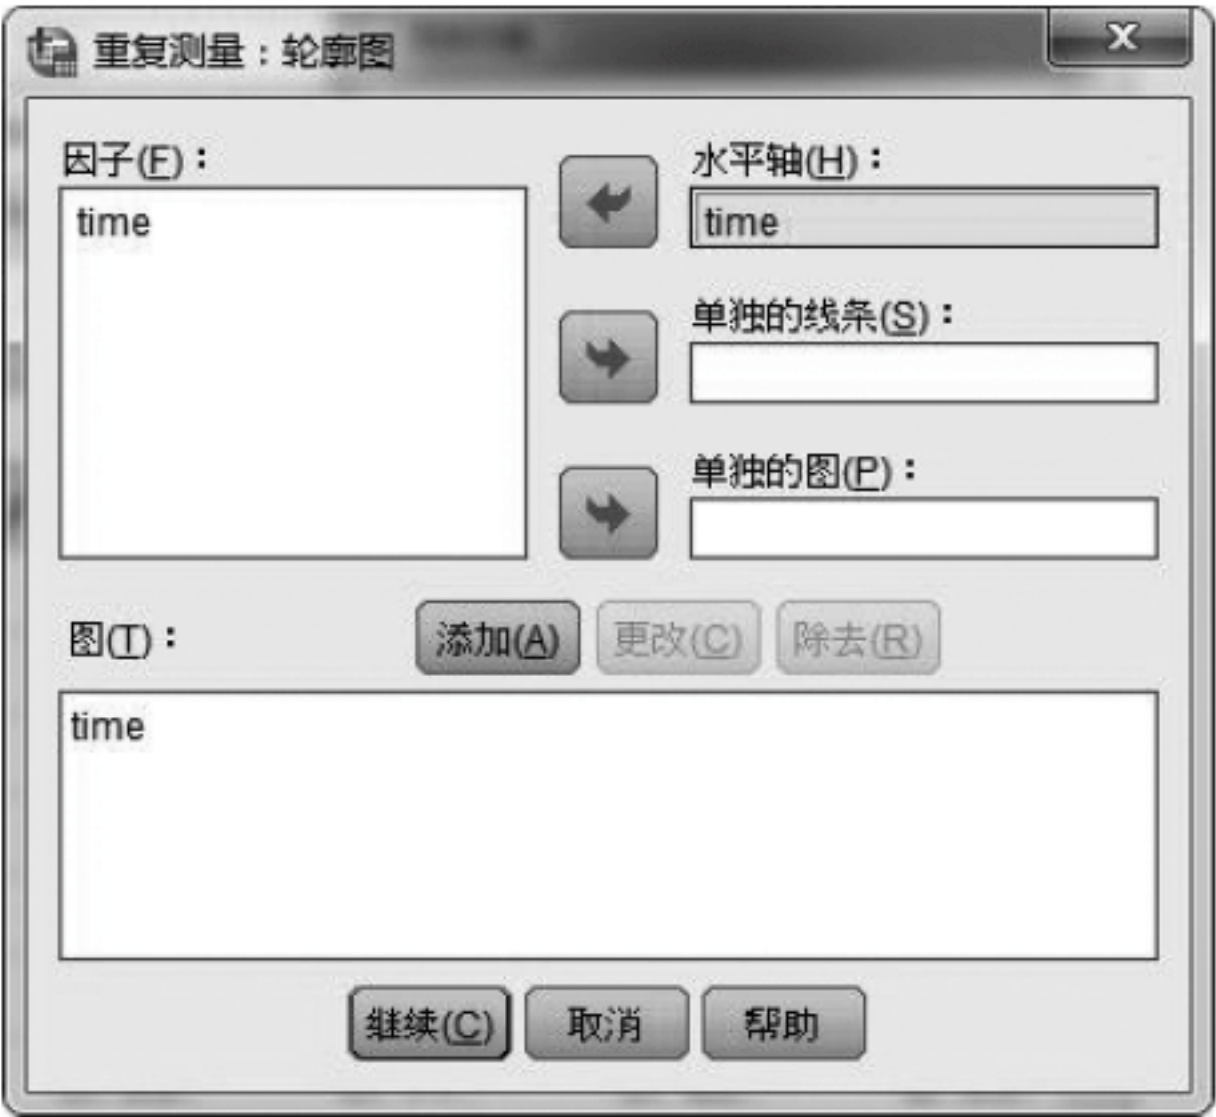 重复测量：轮廓图
因子(F)：
time
水平轴(H)：
time
单独的线条(S)：
单独的图(P)：
图(T)：
添加(A)
更改(C)
除去(R)
time
继续(C)
取消
帮助